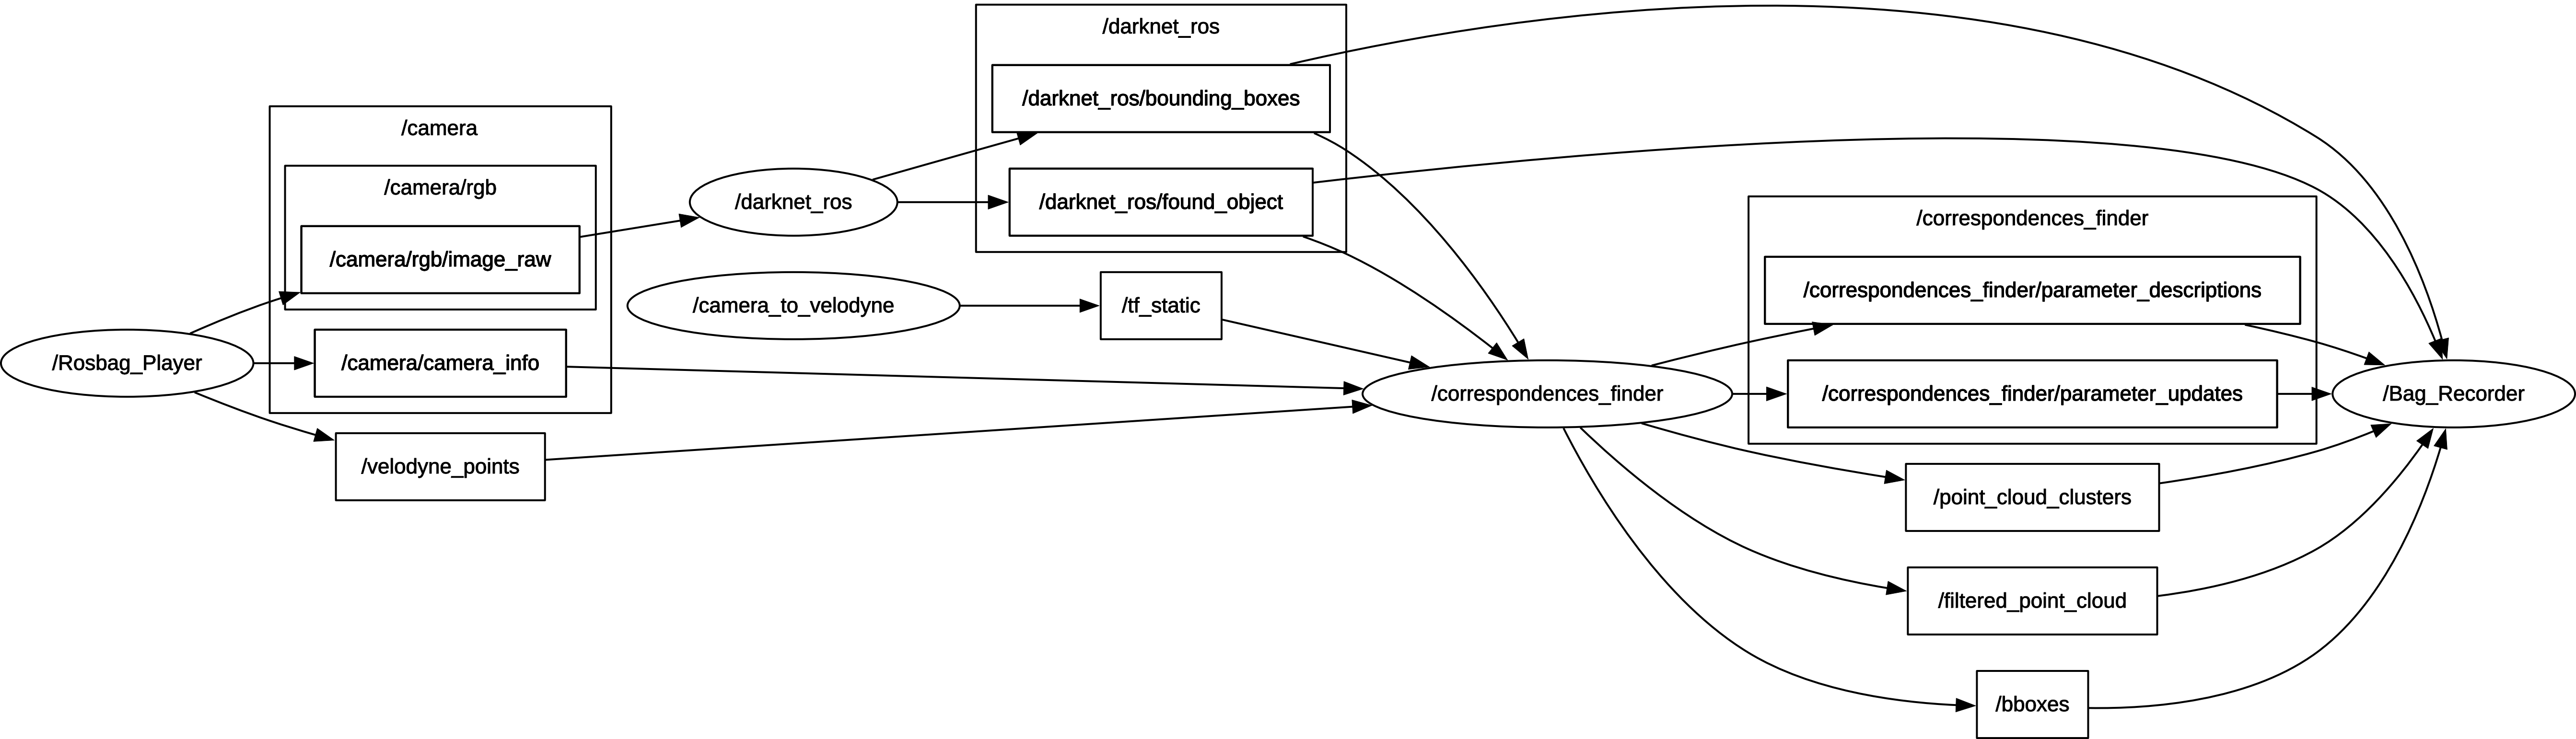 /Rosbag_Player
/camera
/camera/rgb
/camera/rgb/image_raw
/camera/camera_info
/velodyne_points
/darknet_ros
/camera_to_velodyne
/darknet_ros
/darknet_ros/bounding_boxes
/darknet_ros/found_object
/tf_static
/correspondences_finder
/correspondences_finder
/correspondences_finder/parameter_descriptions
/correspondences_finder/parameter_updates
/point_cloud_clusters
/filtered_point_cloud
/bboxes
/Bag_Recorder